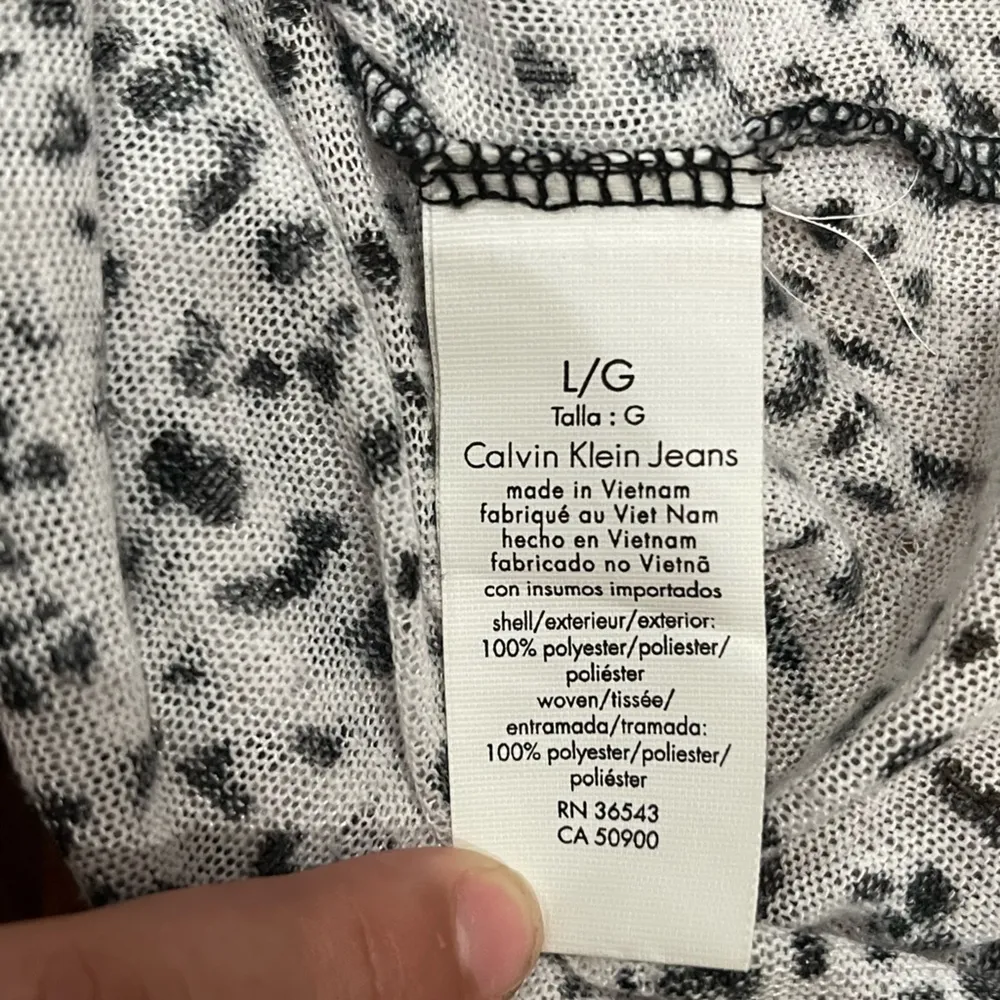 L/G
Talla : G
Calvin Klein Jeans
made in Vietnam
fabriqué au Viet Nam
hecho en Vietnam
fabricado no Vietnã
con insumos importados
shell/exterieur/exterior:
100% polyester/poliester/
poliéster
woven/tissée/
entramada/tramada:
100% polyester/poliester/
poliéster
RN 36543
CA 50900